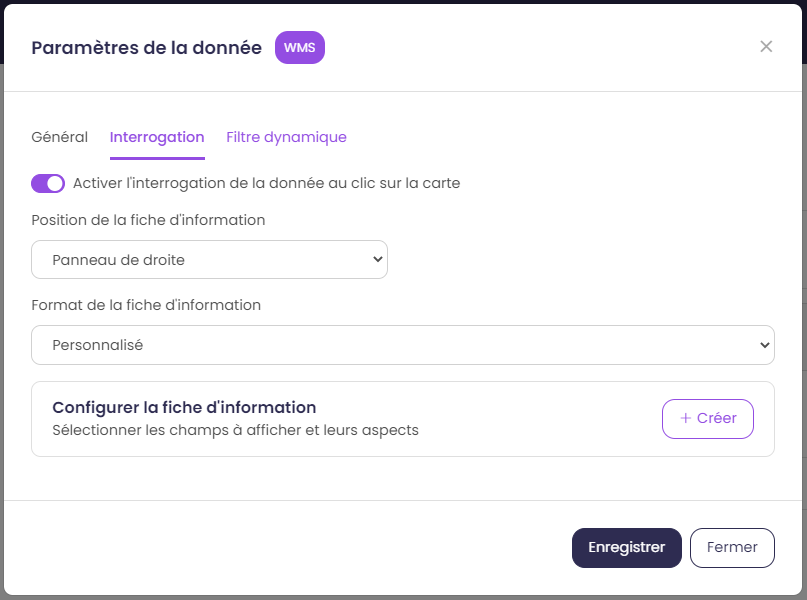 Paramètres de la donnée WMS
Général Interrogation Filtre dynamique
Activer l'interrogation de la donnée au clic sur la carte
Position de la fiche d'information
Panneau de droite
Format de la fiche d'information
Personnalisé
Configurer la fiche d'information
Sélectionner les champs à afficher et leurs aspects
+ Créer
Enregistrer Fermer